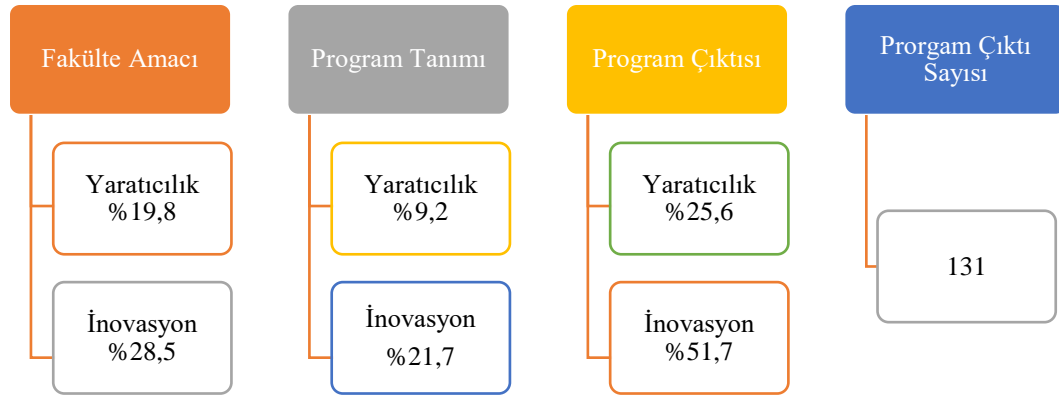 Fakülte Amacı
Yaratıcılık
%19,8
İnovasyon
%28,5
Program Tanımı
Yaratıcılık
%9,2
İnovasyon
%21,7
Program Çıktısı
Yaratıcılık
%25,6
İnovasyon
%51,7
Prorgam Çıktı
Sayısı
131